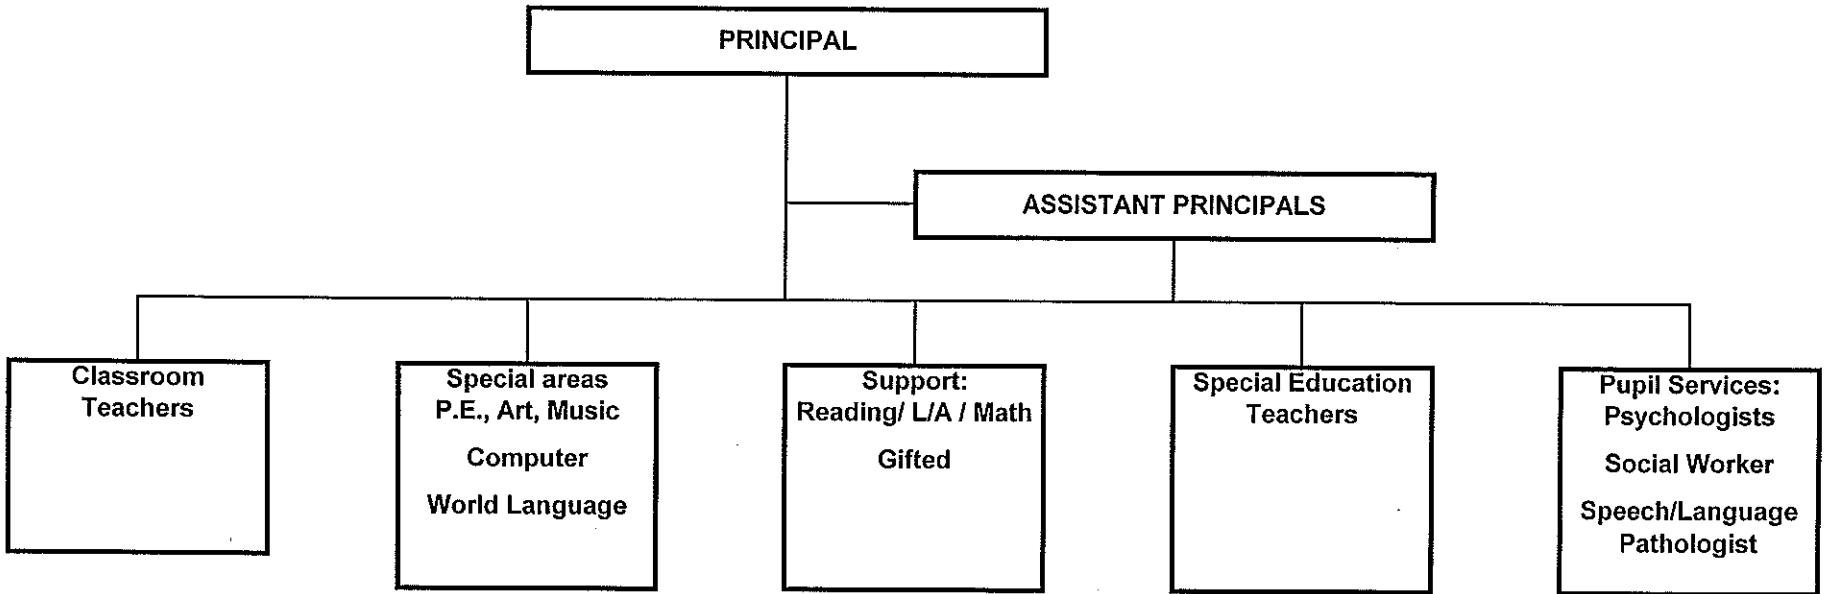 PRINCIPAL
ASSISTANT PRINCIPALS
Classroom
Teachers
Special areas
P.E., Art, Music
Computer
World Language
Support:
Reading/ L/A / Math
Gifted
Special Education
Teachers
Pupil Services:
Psychologists
Social Worker
Speech/Language
Pathologist